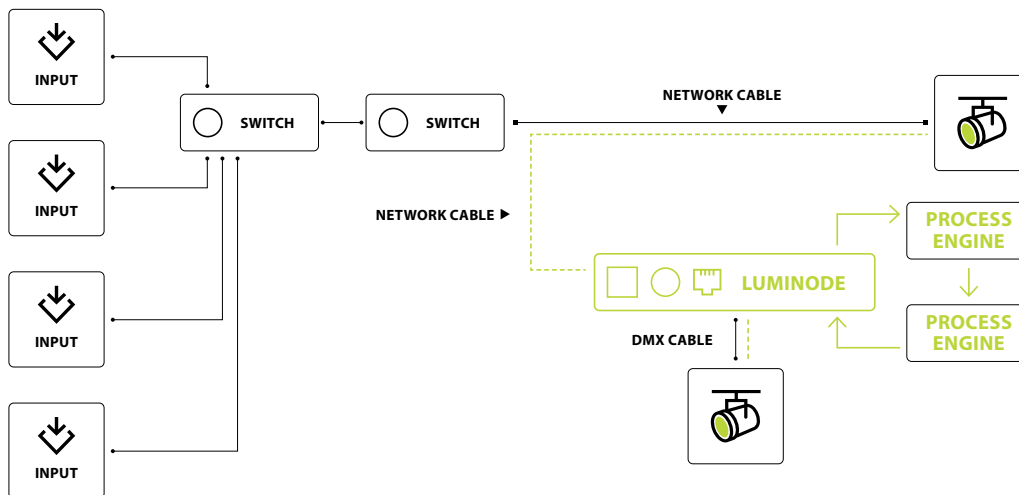 INPUT
SWITCH
SWITCH
NETWORK CABLE ▼
INPUT
NETWORK CABLE ▶
PROCESS
ENGINE
LUMINODE
INPUT
DMX CABLE
PROCESS
ENGINE
INPUT